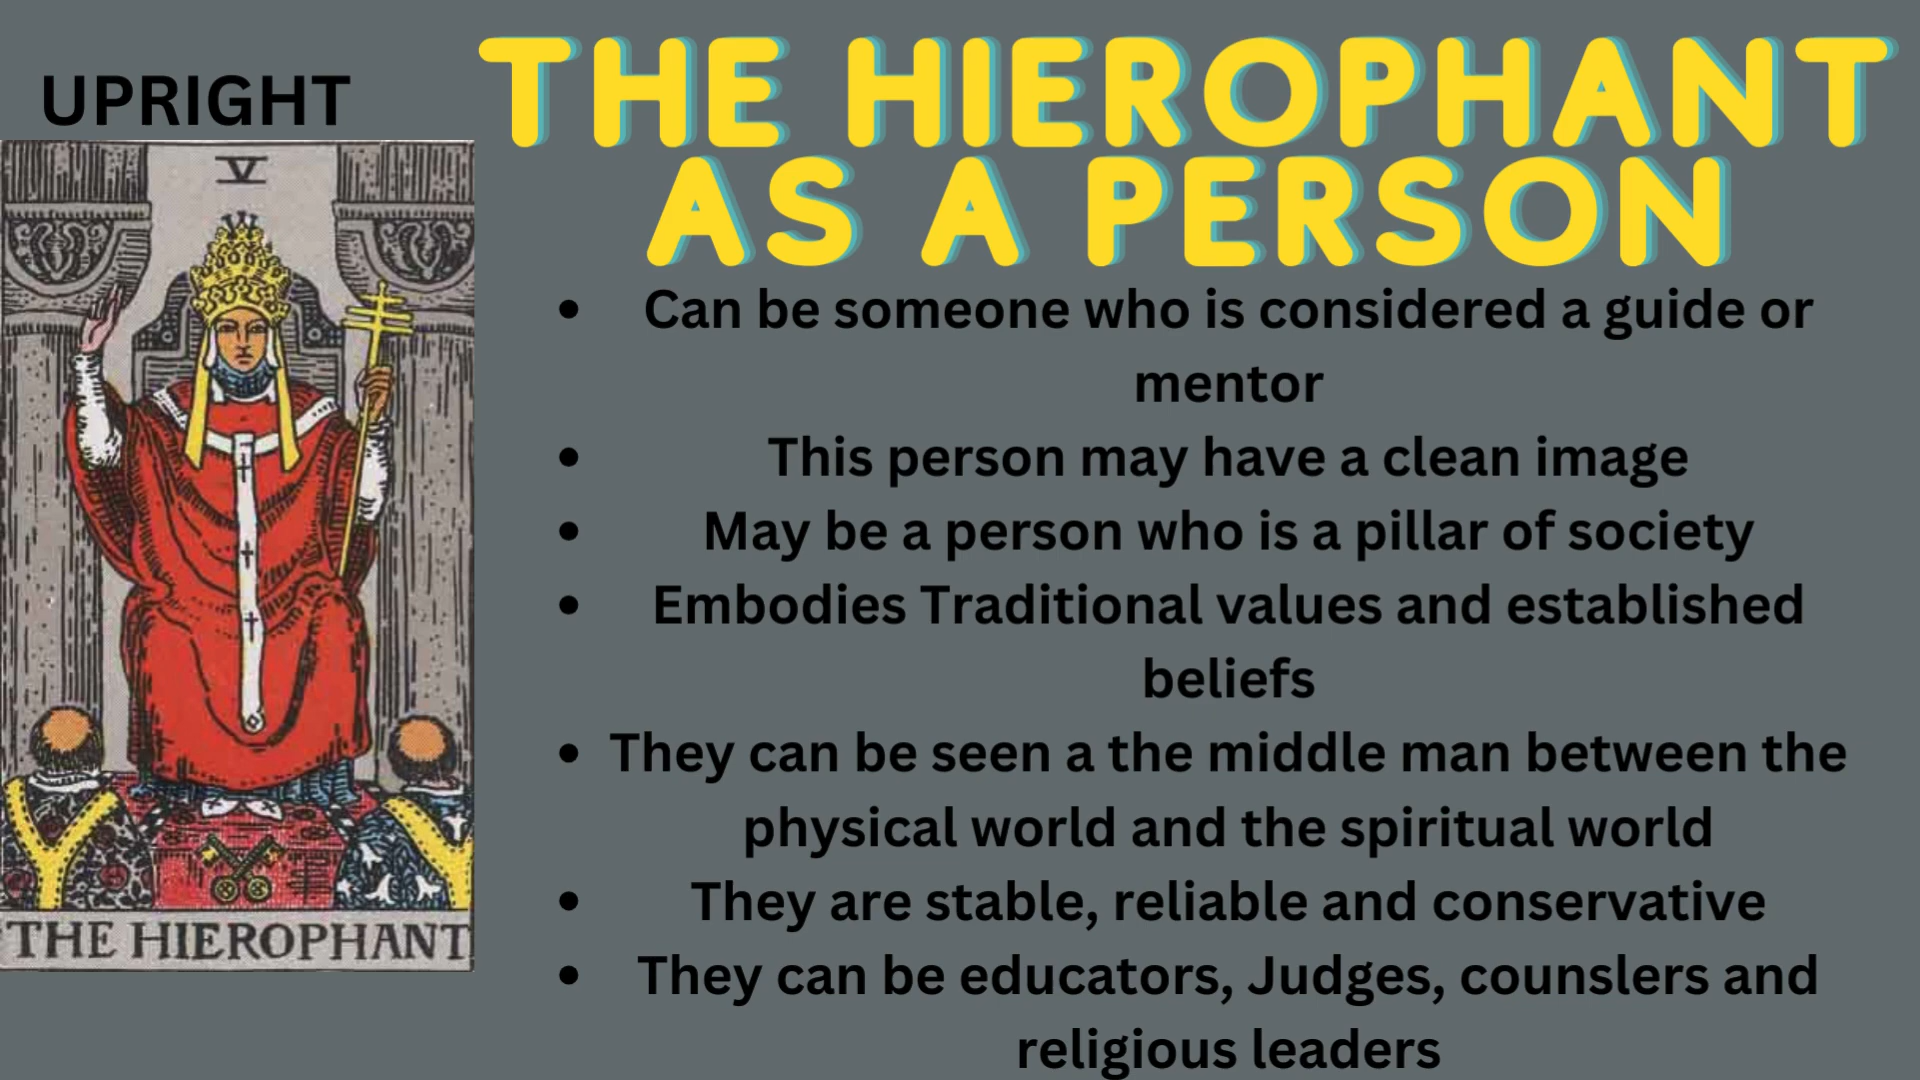 UPRIGHT
THE HIEROPHANT
AS A PERSON
V
THE HIEROPHANT
• Can be someone who is considered a guide or
mentor
• This person may have a clean image
• May be a person who is a pillar of society
• Embodies Traditional values and established
beliefs
• They can be seen a the middle man between the
physical world and the spiritual world
• They are stable, reliable and conservative
• They can be educators, Judges, counslers and
religious leaders